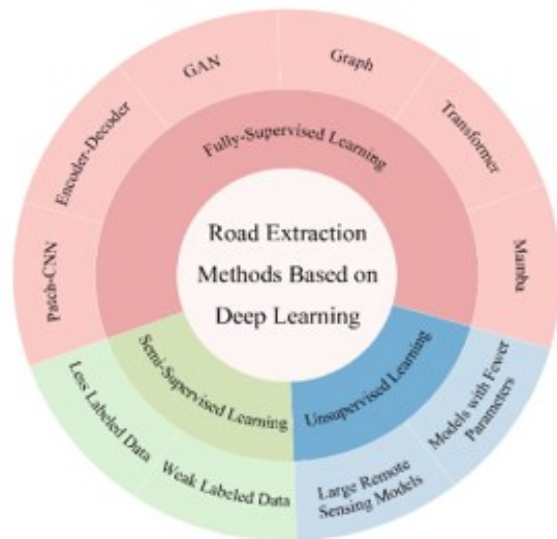 Road Extraction
Methods Based on
Deep Learning
Fully-Supervised Learning
Patch-CNN
Encoder-Decoder
GAN
Graph
Transformer
Mamba
Semi-Supervised Learning
Less Labeled Data
Weak Labeled Data
Unsupervised Learning
Large Remote
Sensing Models
Models with Fewer
Parameters